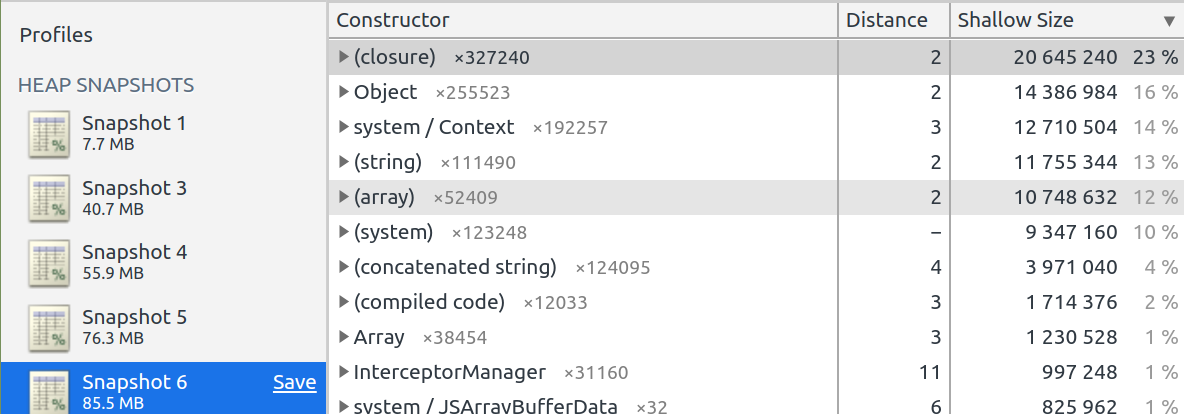 Profiles
HEAP SNAPSHOTS
Snapshot 1
7.7 MB
Snapshot 3
40.7 MB
Snapshot 4
55.9 MB
Snapshot 5
76.3 MB
Snapshot 6 Save
85.5 MB
Constructor Distance Shallow Size ▼
▶ (closure) ×327240 2 20 645 240 23 %
▶ Object ×255523 2 14 386 984 16 %
▶ system / Context ×192257 3 12 710 504 14 %
▶ (string) ×111490 2 11 755 344 13 %
▶ (array) ×52409 2 10 748 632 12 %
▶ (system) ×123248 – 9 347 160 10 %
▶ (concatenated string) ×124095 4 3 971 040 4 %
▶ (compiled code) ×12033 3 1 714 376 2 %
▶ Array ×38454 3 1 230 528 1 %
▶ InterceptorManager ×31160 11 997 248 1 %
▶ system / JSArrayBufferData ×32 6 825 962 1 %